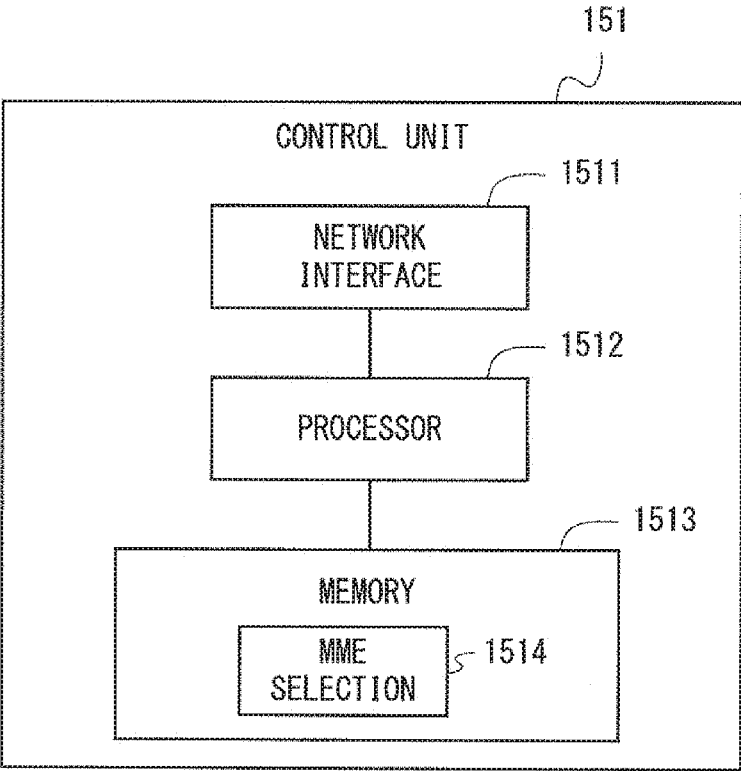 151
CONTROL UNIT
1511
NETWORK
INTERFACE
1512
PROCESSOR
1513
MEMORY
MME
SELECTION
1514